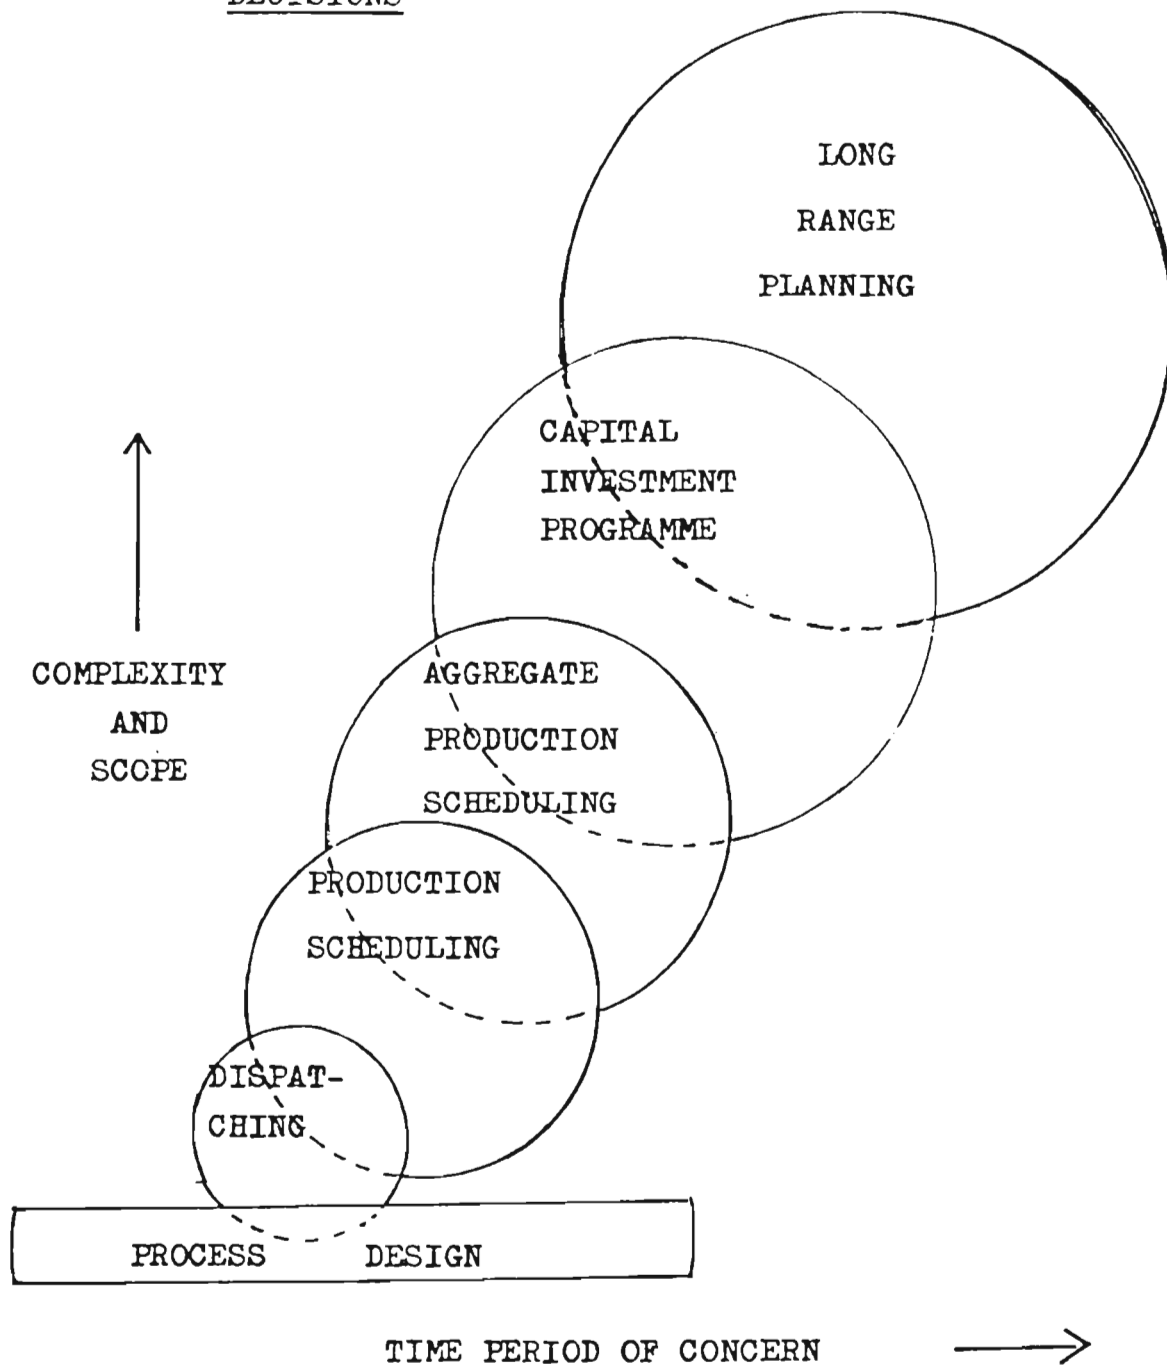 DECISIONS
LONG
RANGE
PLANNING
CAPITAL
INVESTMENT
PROGRAMME
COMPLEXITY
AND
SCOPE
AGGREGATE
PRODUCTION
SCHEDULING
PRODUCTION
SCHEDULING
DISPAT-
CHING
PROCESS DESIGN
TIME PERIOD OF CONCERN